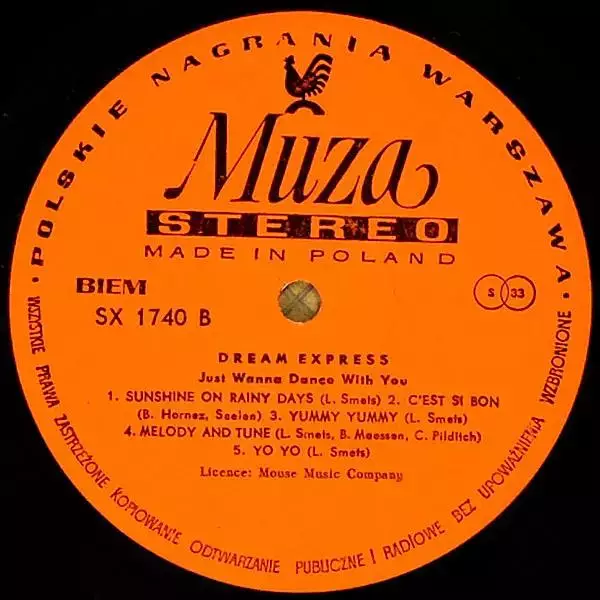 • POLSKIE NAGRANIA WARSZAWA •
Muza
STEREO
MADE IN POLAND
BIEM
SX 1740 B
S 33
DREAM EXPRESS
Just Wanna Dance With You
1. SUNSHINE ON RAINY DAYS (L. Smets) 2. C'EST SI BON
(B. Hornez, Seelen) 3. YUMMY YUMMY (L. Smets)
4. MELODY AND TUNE (L. Smets, B. Maessen, C. Pilditch)
5. YO YO (L. Smets)
Licence: Mouse Music Company
WSZYSTKIE PRAWA ZASTRZEŻONE KOPIOWANIE ODTWARZANIE PUBLICZNE I RADIOWE BEZ UPOWAŻNIENIA WZBRONIONE